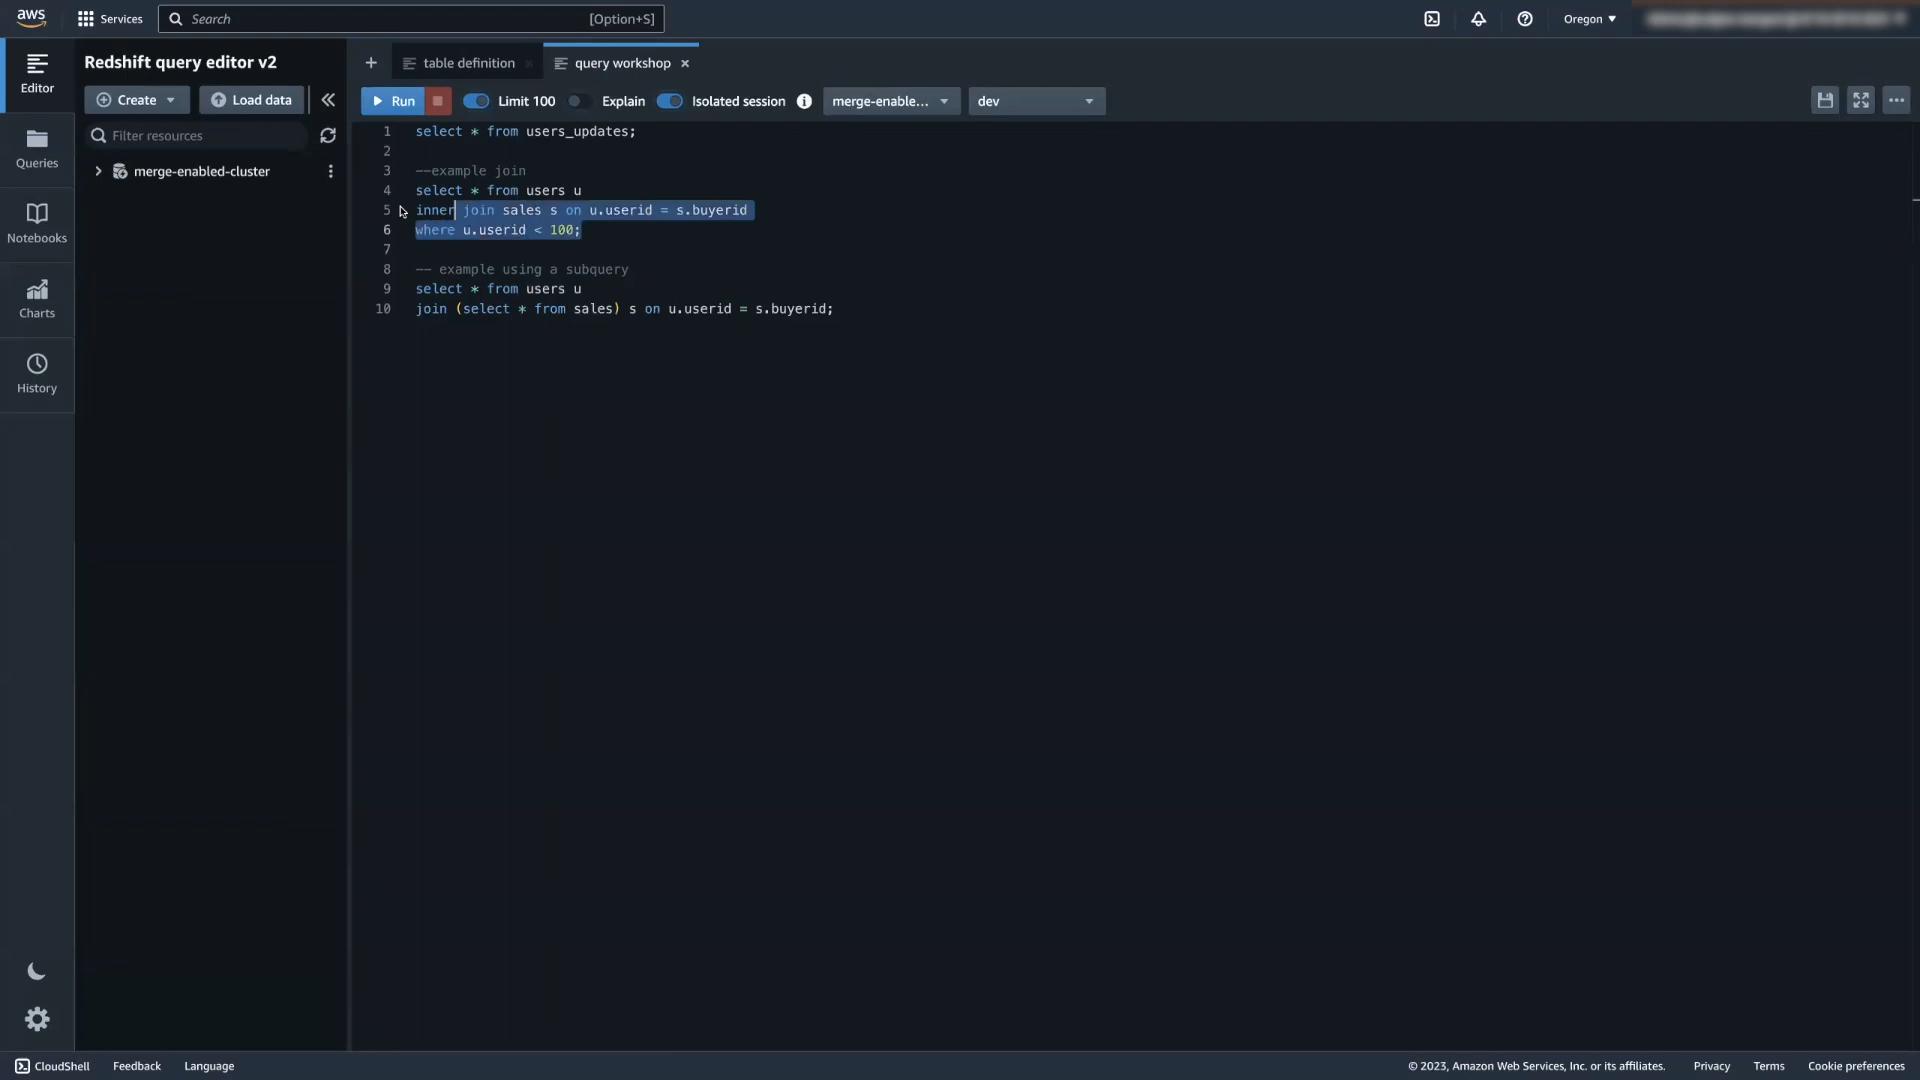 aws
Services
Search
[Option+S]
Oregon
Editor
Queries
Notebooks
Charts
History
Redshift query editor v2
Create
Load data
Filter resources
merge-enabled-cluster
table definition
query workshop
Run
Limit 100
Explain
Isolated session
merge-enable...
dev
1 select * from users_updates;
2
3 --example join
4 select * from users u
5 inner join sales s on u.userid = s.buyerid
6 where u.userid < 100;
7
8 -- example using a subquery
9 select * from users u
10 join (select * from sales) s on u.userid = s.buyerid;
CloudShell
Feedback
Language
© 2023, Amazon Web Services, Inc. or its affiliates.
Privacy
Terms
Cookie preferences